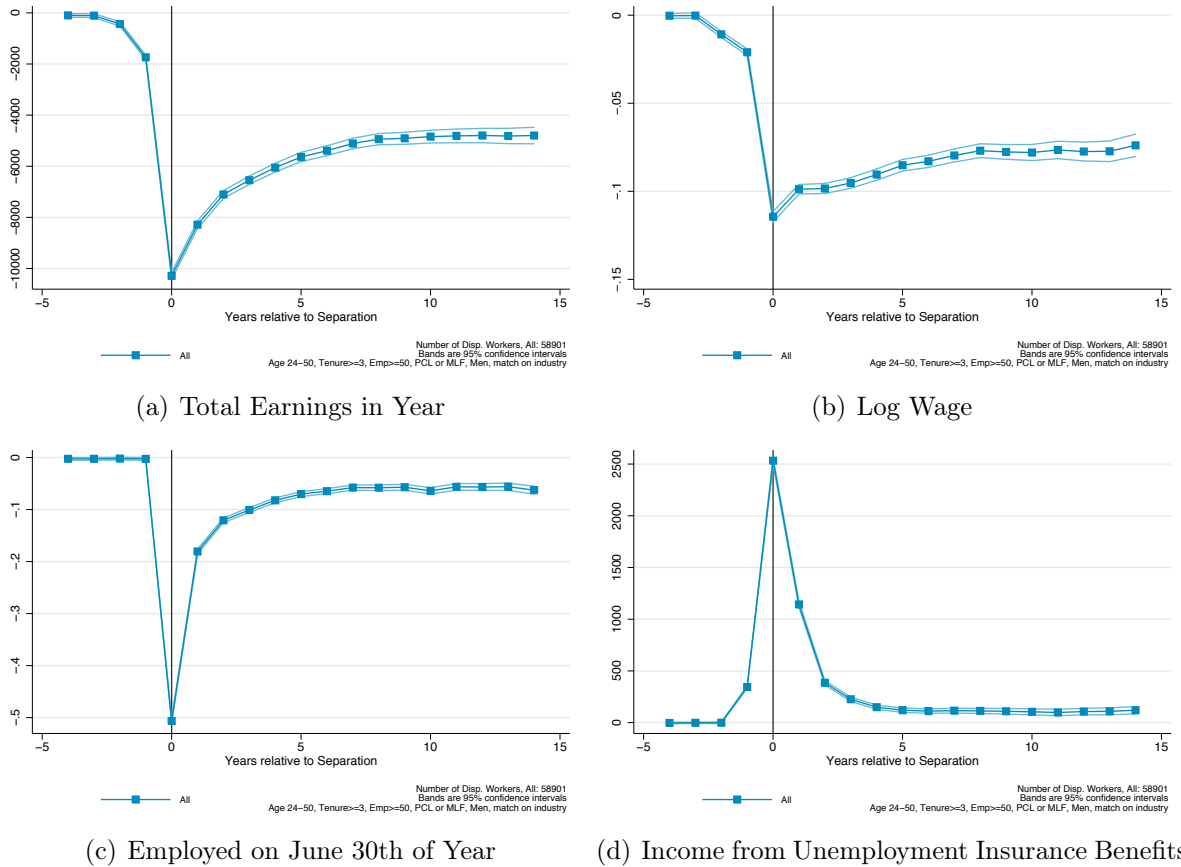 0
-2000
-4000
-6000
-8000
-10000
-5 0 5 10 15
Years relative to Separation
All
Number of Disp. Workers, All: 58901
Bands are 95% confidence intervals
Age 24-50, Tenure>=3, Emp>=50, PCL or MLF, Men, match on industry
(a) Total Earnings in Year
0
-.05
-.1
-.15
-5 0 5 10 15
Years relative to Separation
All
Number of Disp. Workers, All: 58901
Bands are 95% confidence intervals
Age 24-50, Tenure>=3, Emp>=50, PCL or MLF, Men, match on industry
(b) Log Wage
0
-.1
-.2
-.3
-.4
-.5
-5 0 5 10 15
Years relative to Separation
All
Number of Disp. Workers, All: 58901
Bands are 95% confidence intervals
Age 24-50, Tenure>=3, Emp>=50, PCL or MLF, Men, match on industry
(c) Employed on June 30th of Year
2500
2000
1500
1000
500
0
-5 0 5 10 15
Years relative to Separation
All
Number of Disp. Workers, All: 58901
Bands are 95% confidence intervals
Age 24-50, Tenure>=3, Emp>=50, PCL or MLF, Men, match on industry
(d) Income from Unemployment Insurance Benefits